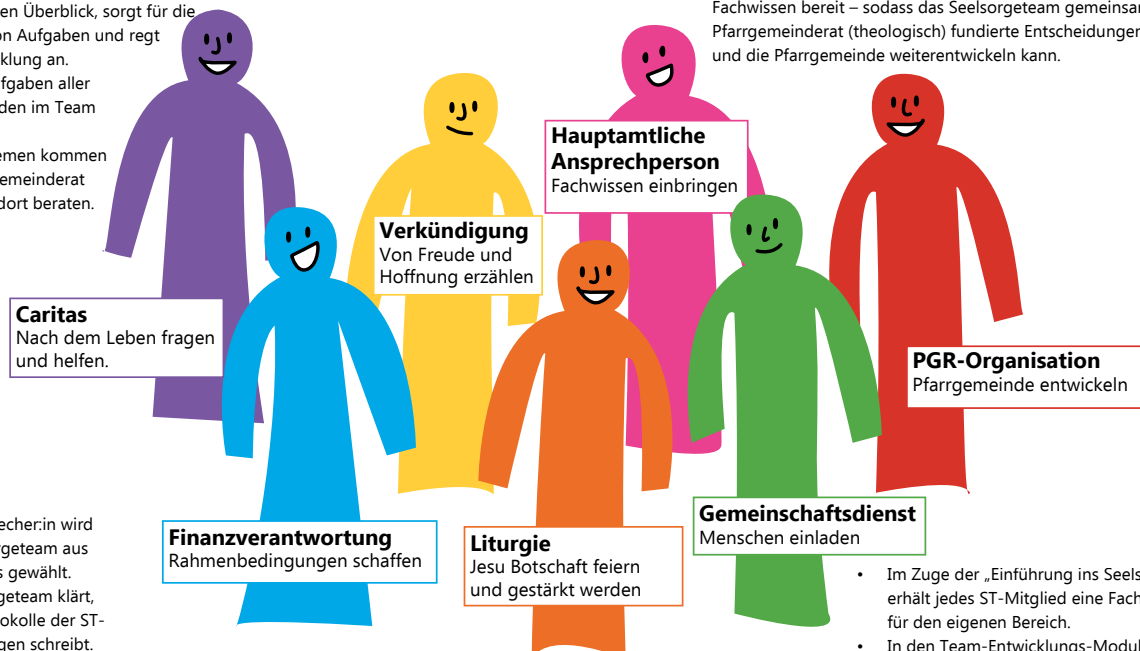 en Überblick, sorgt für die
on Aufgaben und regt
klung an.
fgaben aller
den im Team
emen kommen
emeinderat
dort beraten.
Fachwissen bereit – sodass das Seelsorgeteam gemeinsa
Pfarrgemeinderat (theologisch) fundierte Entscheidungen
und die Pfarrgemeinde weiterentwickeln kann.
Hauptamtliche
Ansprechperson
Fachwissen einbringen
Verkündigung
Von Freude und
Hoffnung erzählen
Caritas
Nach dem Leben fragen
und helfen.
PGR-Organisation
Pfarrgemeinde entwickeln
Finanzverantwortung
Rahmenbedingungen schaffen
Liturgie
Jesu Botschaft feiern
und gestärkt werden
Gemeinschaftsdienst
Menschen einladen
echer:in wird
rgeteam aus
s gewählt.
geteam klärt,
okolle der ST-
gen schreibt.
• Im Zuge der „Einführung ins Seels
erhält jedes ST-Mitglied eine Fach
für den eigenen Bereich.
• In den Team-Entwicklungs-Modul